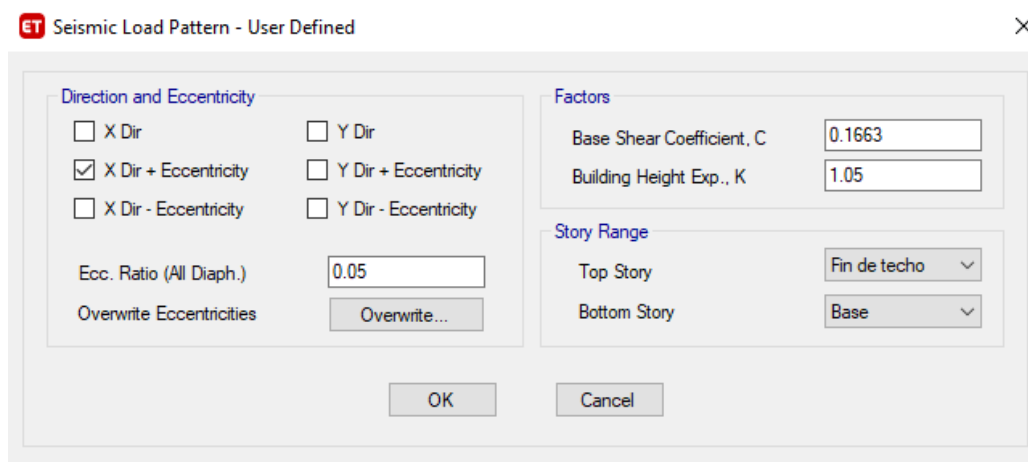 ET Seismic Load Pattern - User Defined
Direction and Eccentricity
X Dir Y Dir
X Dir + Eccentricity Y Dir + Eccentricity
X Dir - Eccentricity Y Dir - Eccentricity
Ecc. Ratio (All Diaph.) 0.05
Overwrite Eccentricities Overwrite...
Factors
Base Shear Coefficient, C 0.1663
Building Height Exp., K 1.05
Story Range
Top Story Fin de techo
Bottom Story Base
OK Cancel